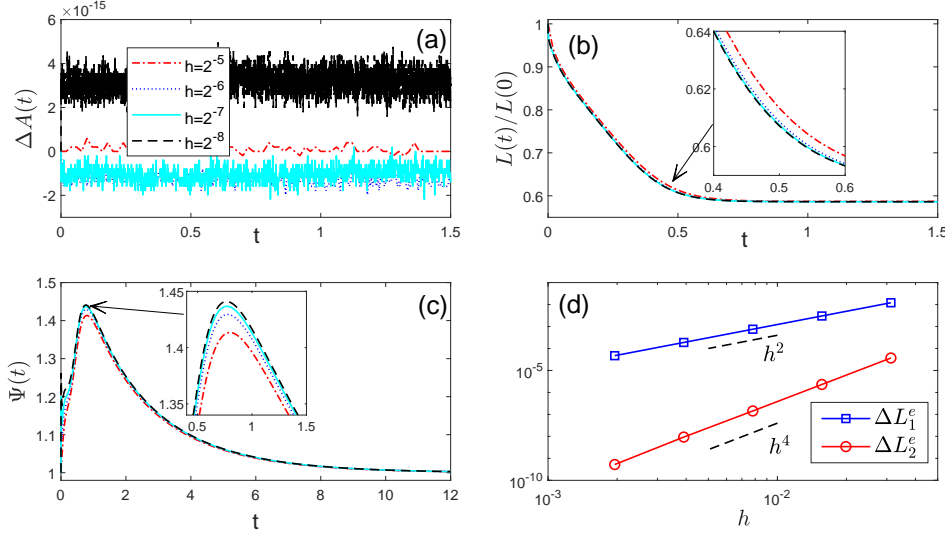 ×10⁻¹⁵
(a)
6
4
2
0
-2
ΔA(t)
h=2⁻⁵
h=2⁻⁶
h=2⁻⁷
h=2⁻⁸
0 0.5 1 1.5
t
(b)
1
0.9
0.8
0.7
0.6
L(t)/L(0)
0.64
0.62
0.6
0.4 0.5 0.6
0 0.5 1 1.5
t
(c)
1.5
1.4
1.3
1.2
1.1
1
Ψ(t)
1.45
1.43
1.35
0.5 1 1.5
0 2 4 6 8 10 12
t
(d)
10⁻⁵
10⁻¹⁰
h²
h⁴
ΔL₁ᵉ
ΔL₂ᵉ
10⁻³ 10⁻²
h